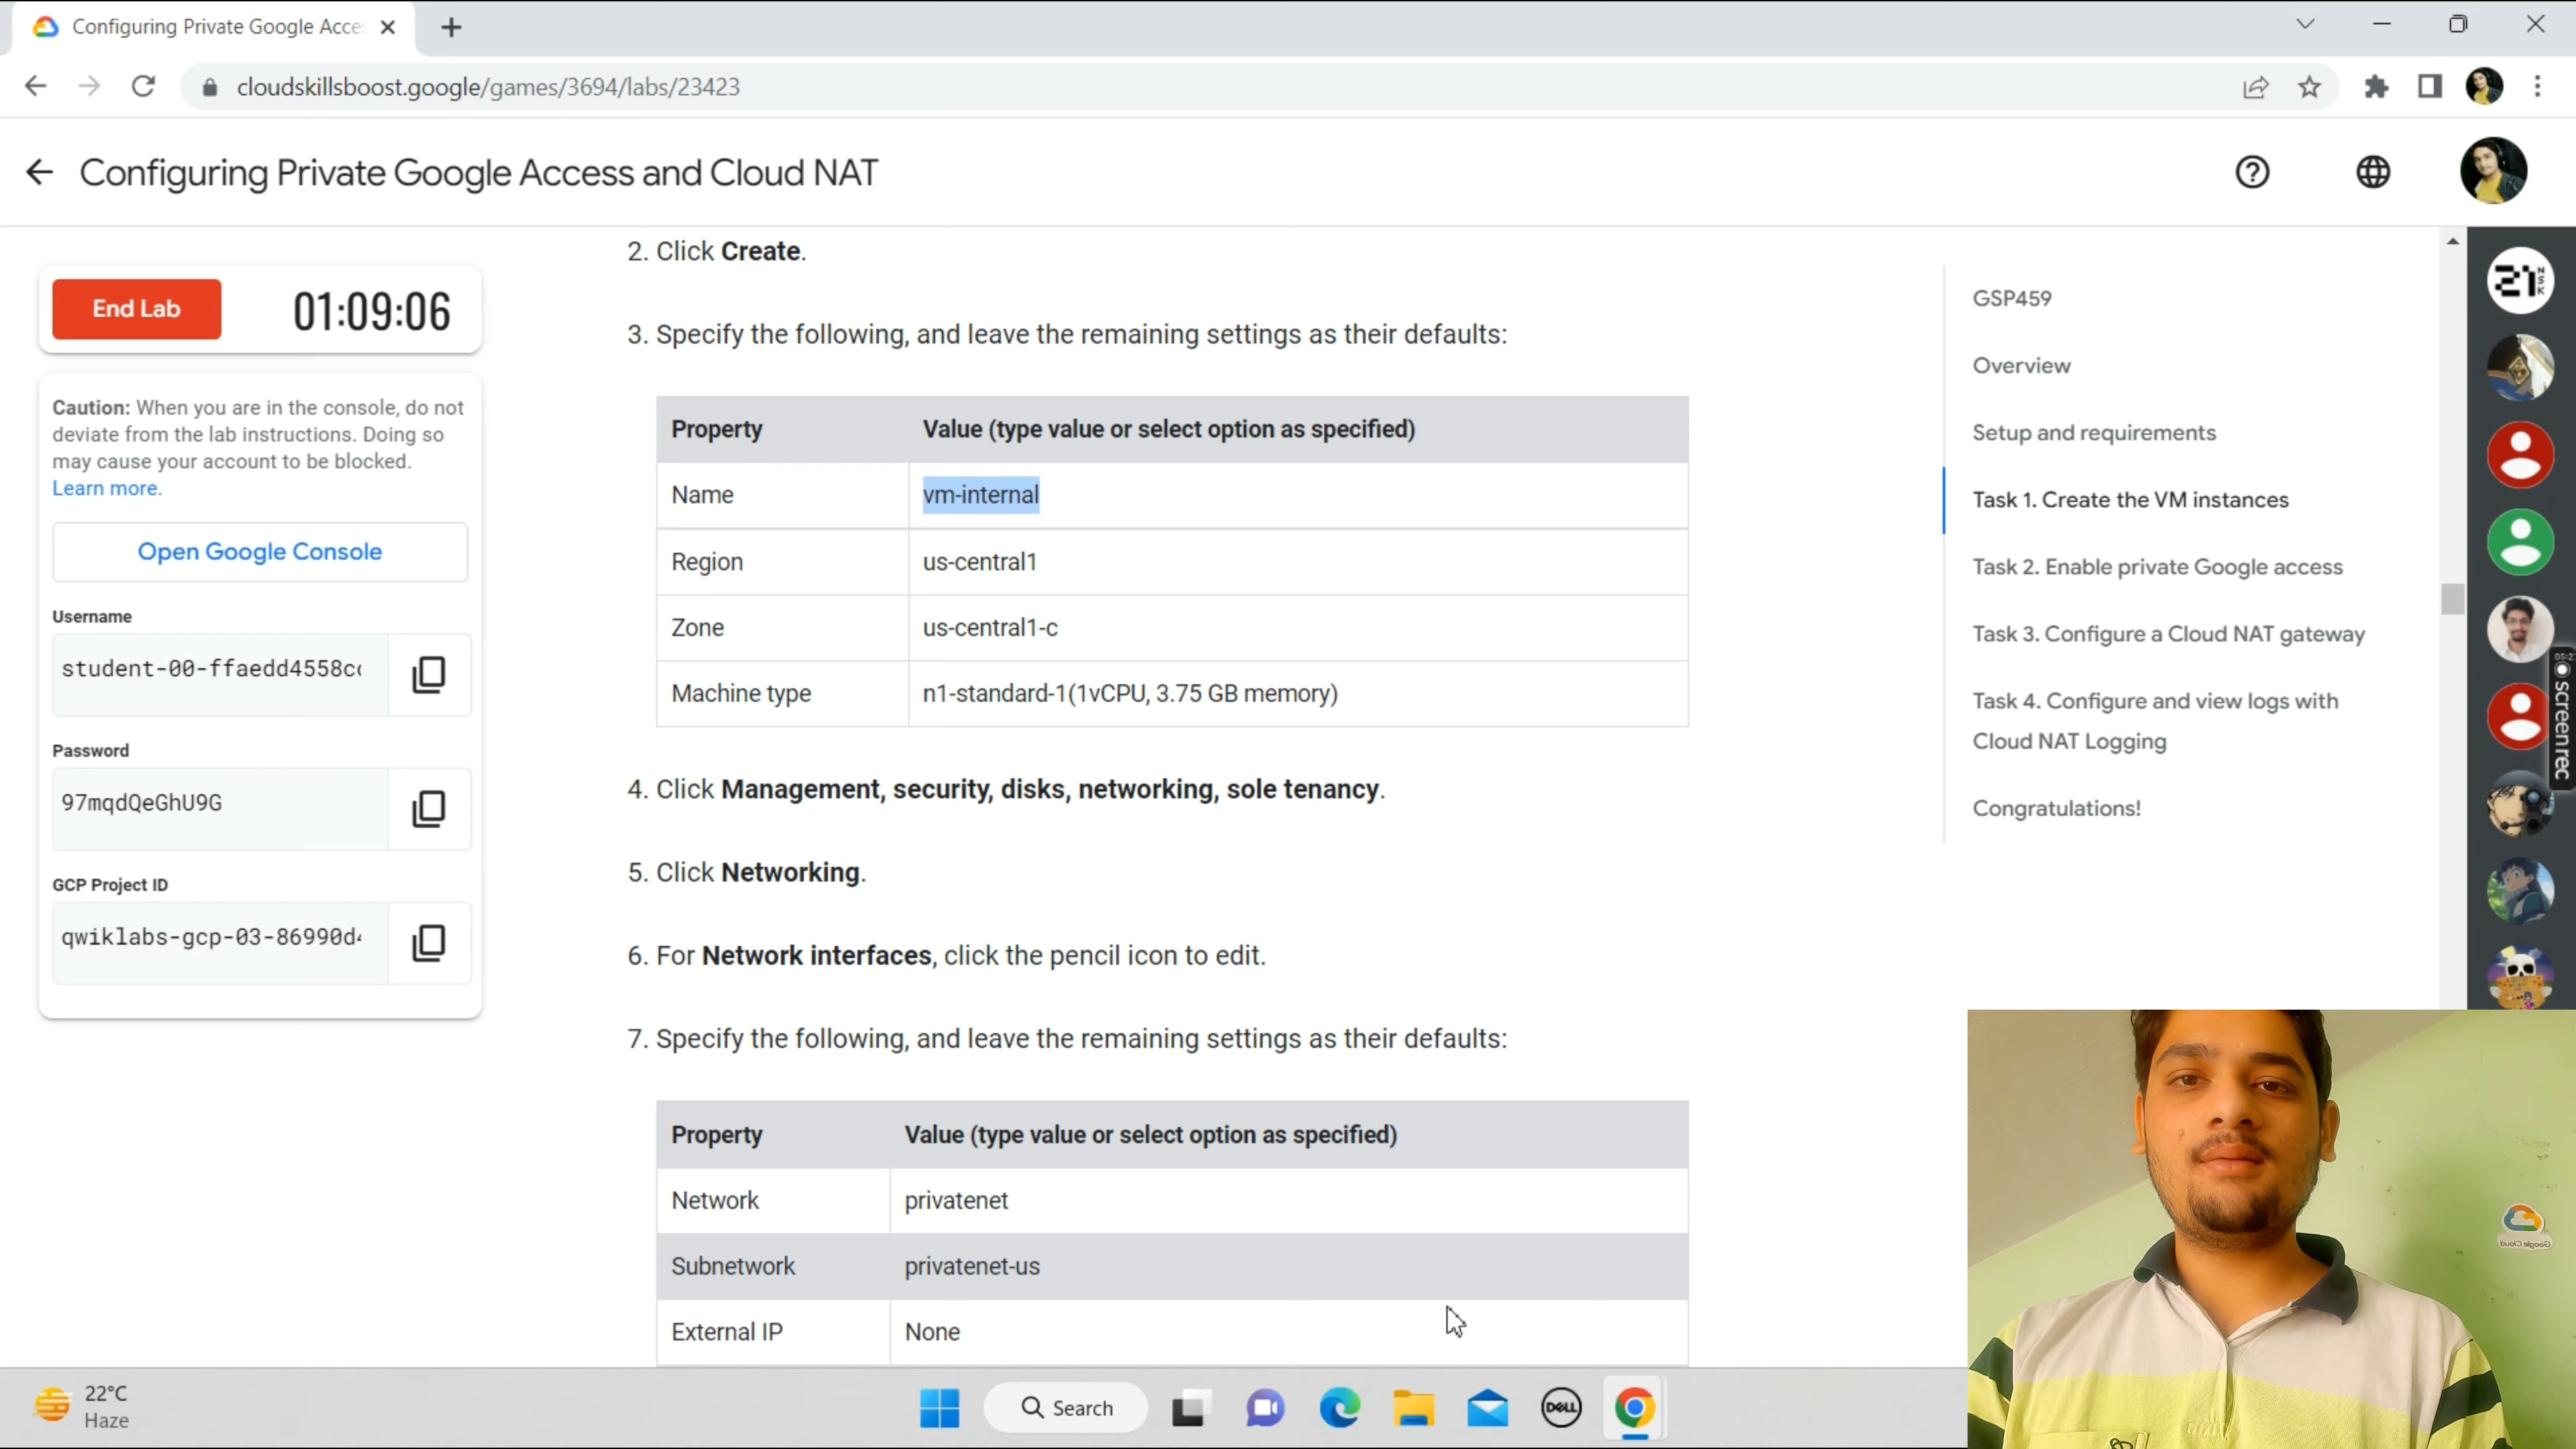 Configuring Private Google Acce
cloudskillsboost.google/games/3694/labs/23423
Configuring Private Google Access and Cloud NAT
End Lab
01:09:06
Caution: When you are in the console, do not
deviate from the lab instructions. Doing so
may cause your account to be blocked.
Learn more.
Open Google Console
Username
student-00-ffaedd4558cc
Password
97mqdQeGhU9G
GCP Project ID
qwiklabs-gcp-03-86990d4
2. Click Create.
3. Specify the following, and leave the remaining settings as their defaults:
Property Value (type value or select option as specified)
Name vm-internal
Region us-central1
Zone us-central1-c
Machine type n1-standard-1(1vCPU, 3.75 GB memory)
4. Click Management, security, disks, networking, sole tenancy.
5. Click Networking.
6. For Network interfaces, click the pencil icon to edit.
7. Specify the following, and leave the remaining settings as their defaults:
Property Value (type value or select option as specified)
Network privatenet
Subnetwork privatenet-us
External IP None
GSP459
Overview
Setup and requirements
Task 1. Create the VM instances
Task 2. Enable private Google access
Task 3. Configure a Cloud NAT gateway
Task 4. Configure and view logs with
Cloud NAT Logging
Congratulations!
21
NSK
screenrec
Google Cloud
22°C
Haze
Search
DELL